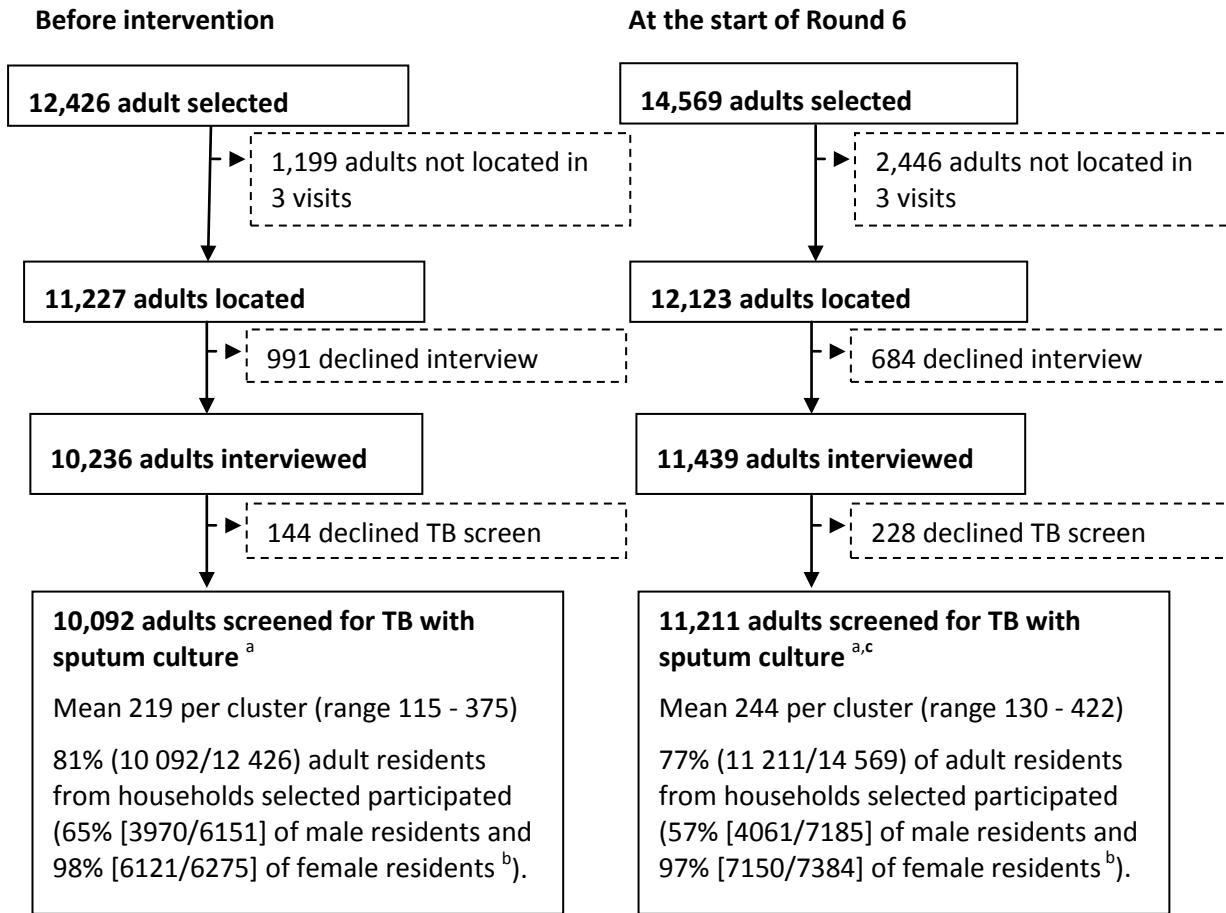 Before intervention
12,426 adult selected
1,199 adults not located in
3 visits
11,227 adults located
991 declined interview
10,236 adults interviewed
144 declined TB screen
10,092 adults screened for TB with
sputum culture a
Mean 219 per cluster (range 115 - 375)
81% (10 092/12 426) adult residents
from households selected participated
(65% [3970/6151] of male residents and
98% [6121/6275] of female residents b).
At the start of Round 6
14,569 adults selected
2,446 adults not located in
3 visits
12,123 adults located
684 declined interview
11,439 adults interviewed
228 declined TB screen
11,211 adults screened for TB with
sputum culture a,c
Mean 244 per cluster (range 130 - 422)
77% (11 211/14 569) of adult residents
from households selected participated
(57% [4061/7185] of male residents and
97% [7150/7384] of female residents b).